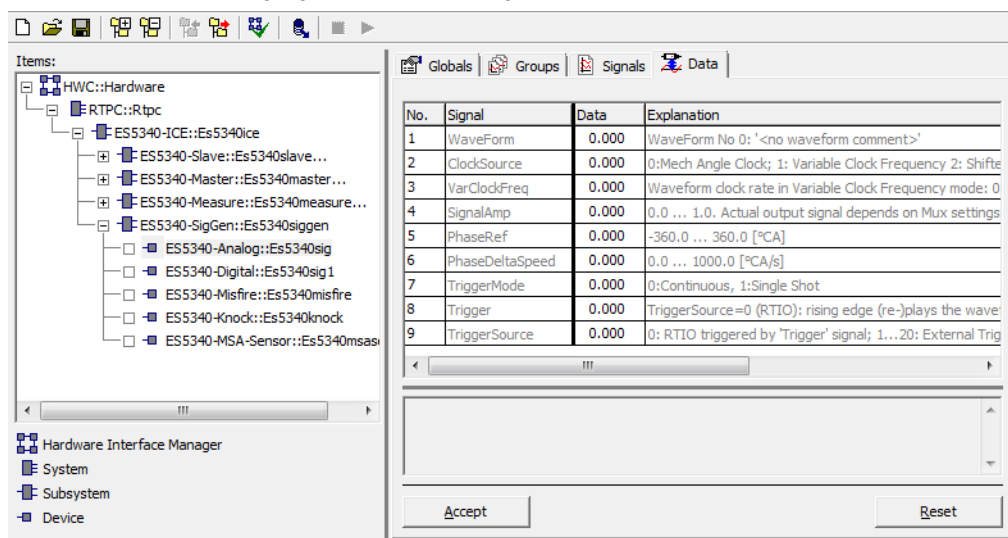 Items:
HWC::Hardware
RTPC::Rtpc
ES5340-ICE::Es5340ice
ES5340-Slave::Es5340slave...
ES5340-Master::Es5340master...
ES5340-Measure::Es5340measure...
ES5340-SigGen::Es5340siggen
ES5340-Analog::Es5340sig
ES5340-Digital::Es5340sig1
ES5340-Misfire::Es5340misfire
ES5340-Knock::Es5340knock
ES5340-MSA-Sensor::Es5340msas
Hardware Interface Manager
System
Subsystem
Device
Globals Groups Signals Data
No. Signal Data Explanation
1 WaveForm 0.000 WaveForm No 0: '<no waveform comment>'
2 ClockSource 0.000 0:Mech Angle Clock; 1: Variable Clock Frequency 2: Shifte
3 VarClockFreq 0.000 Waveform clock rate in Variable Clock Frequency mode: 0
4 SignalAmp 0.000 0.0 ... 1.0. Actual output signal depends on Mux settings
5 PhaseRef 0.000 -360.0 ... 360.0 [°CA]
6 PhaseDeltaSpeed 0.000 0.0 ... 1000.0 [°CA/s]
7 TriggerMode 0.000 0:Continuous, 1:Single Shot
8 Trigger 0.000 TriggerSource=0 (RTIO): rising edge (re-)plays the wave
9 TriggerSource 0.000 0: RTIO triggered by 'Trigger' signal; 1...20: External Trig
Accept Reset